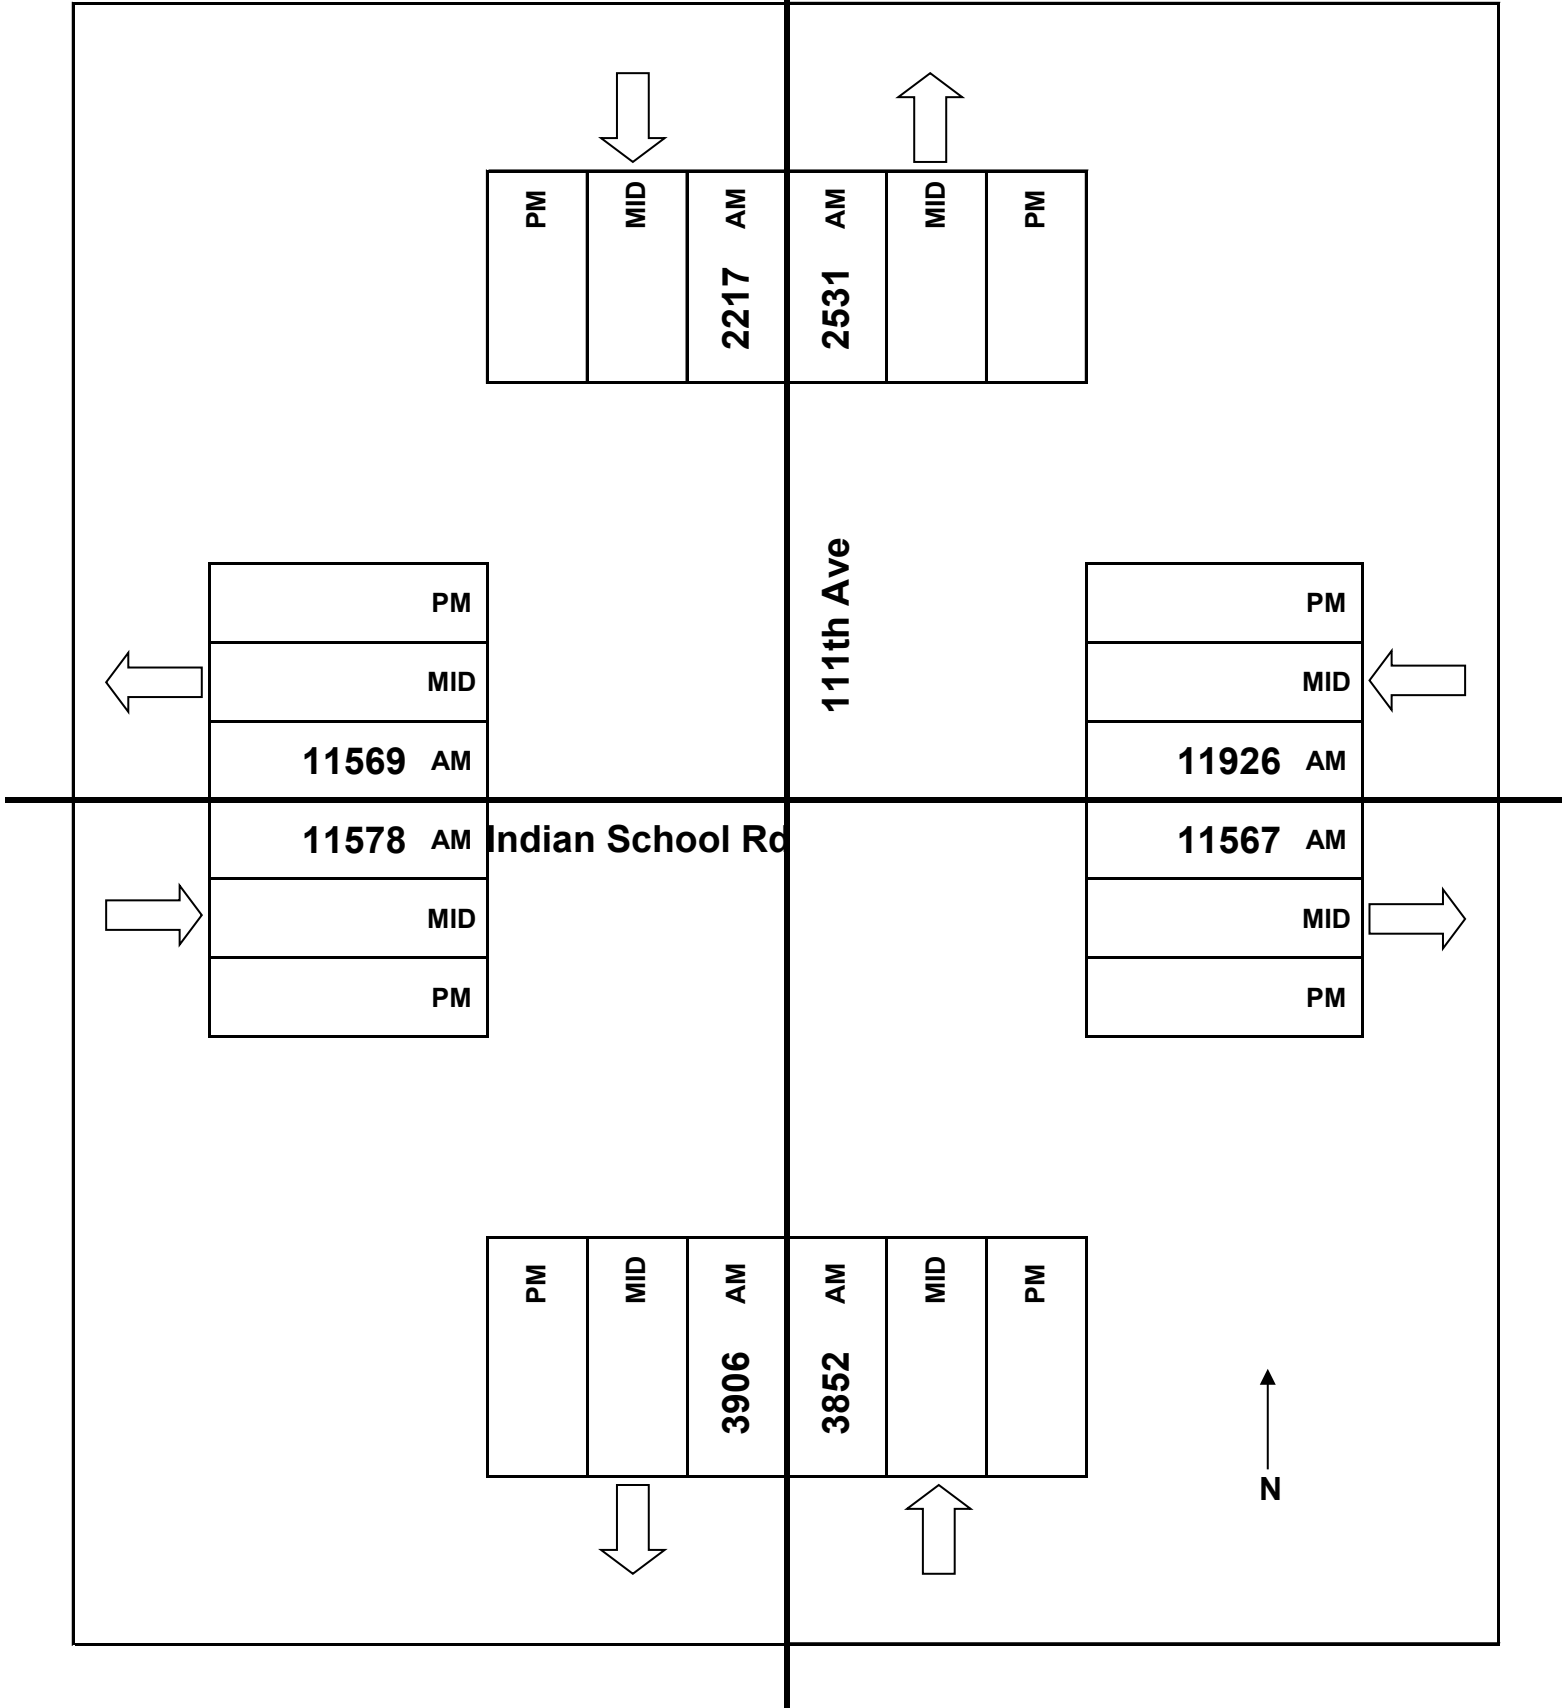 PM MID AM AM MID PM
2217 2531
111th Ave
PM PM
MID MID
11569 AM 11926 AM
11578 AM Indian School Rd 11567 AM
MID MID
PM PM
PM MID AM AM MID PM
3906 3852
N